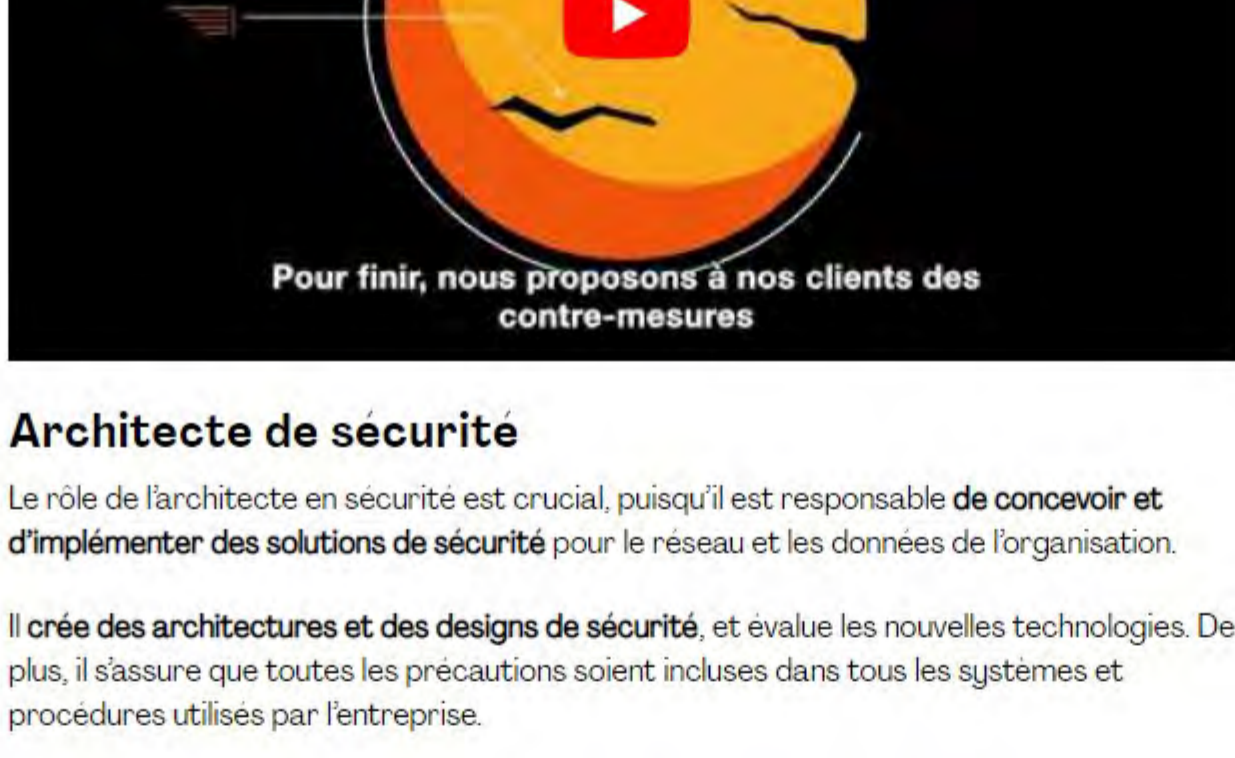 Pour finir, nous proposons à nos clients des
contre-mesures
Architecte de sécurité
Le rôle de l'architecte en sécurité est crucial, puisqu'il est responsable de concevoir et
d'implémenter des solutions de sécurité pour le réseau et les données de l'organisation.
Il crée des architectures et des designs de sécurité, et évalue les nouvelles technologies. De
plus, il s'assure que toutes les précautions soient incluses dans tous les systèmes et
procédures utilisés par l'entreprise.